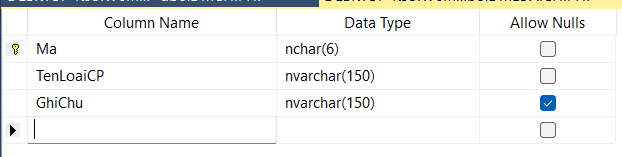 Column Name Data Type Allow Nulls
Ma nchar(6)
TenLoaiCP nvarchar(150)
GhiChu nvarchar(150)